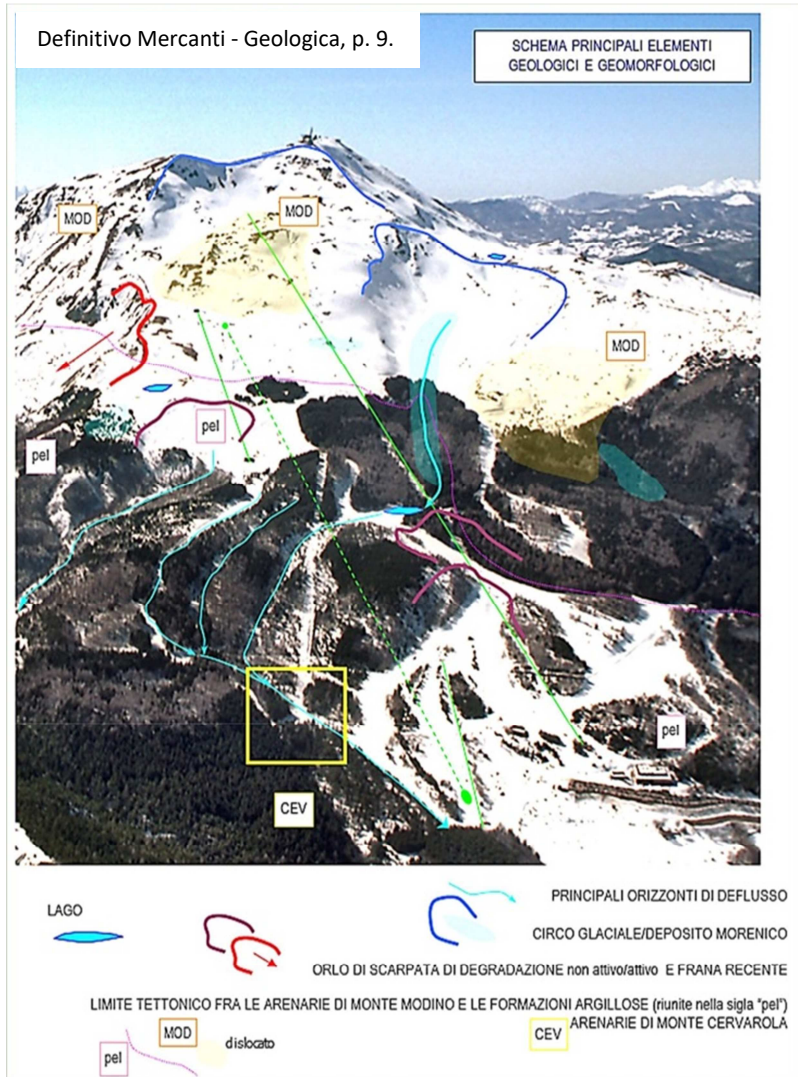 Definitivo Mercanti - Geologica, p. 9.
SCHEMA PRINCIPALI ELEMENTI
GEOLOGICI E GEOMORFOLOGICI
MOD
MOD
MOD
pel
pel
pel
CEV
LAGO
PRINCIPALI ORIZZONTI DI DEFLUSSO
CIRCO GLACIALE/DEPOSITO MORENICO
ORLO DI SCARPATA DI DEGRADAZIONE non attivo/attivo E FRANA RECENTE
LIMITE TETTONICO FRA LE ARENARIE DI MONTE MODINO E LE FORMAZIONI ARGILLOSE (riunite nella sigla "pel")
MOD
dislocato
CEV
ARENARIE DI MONTE CERVAROLA
pel